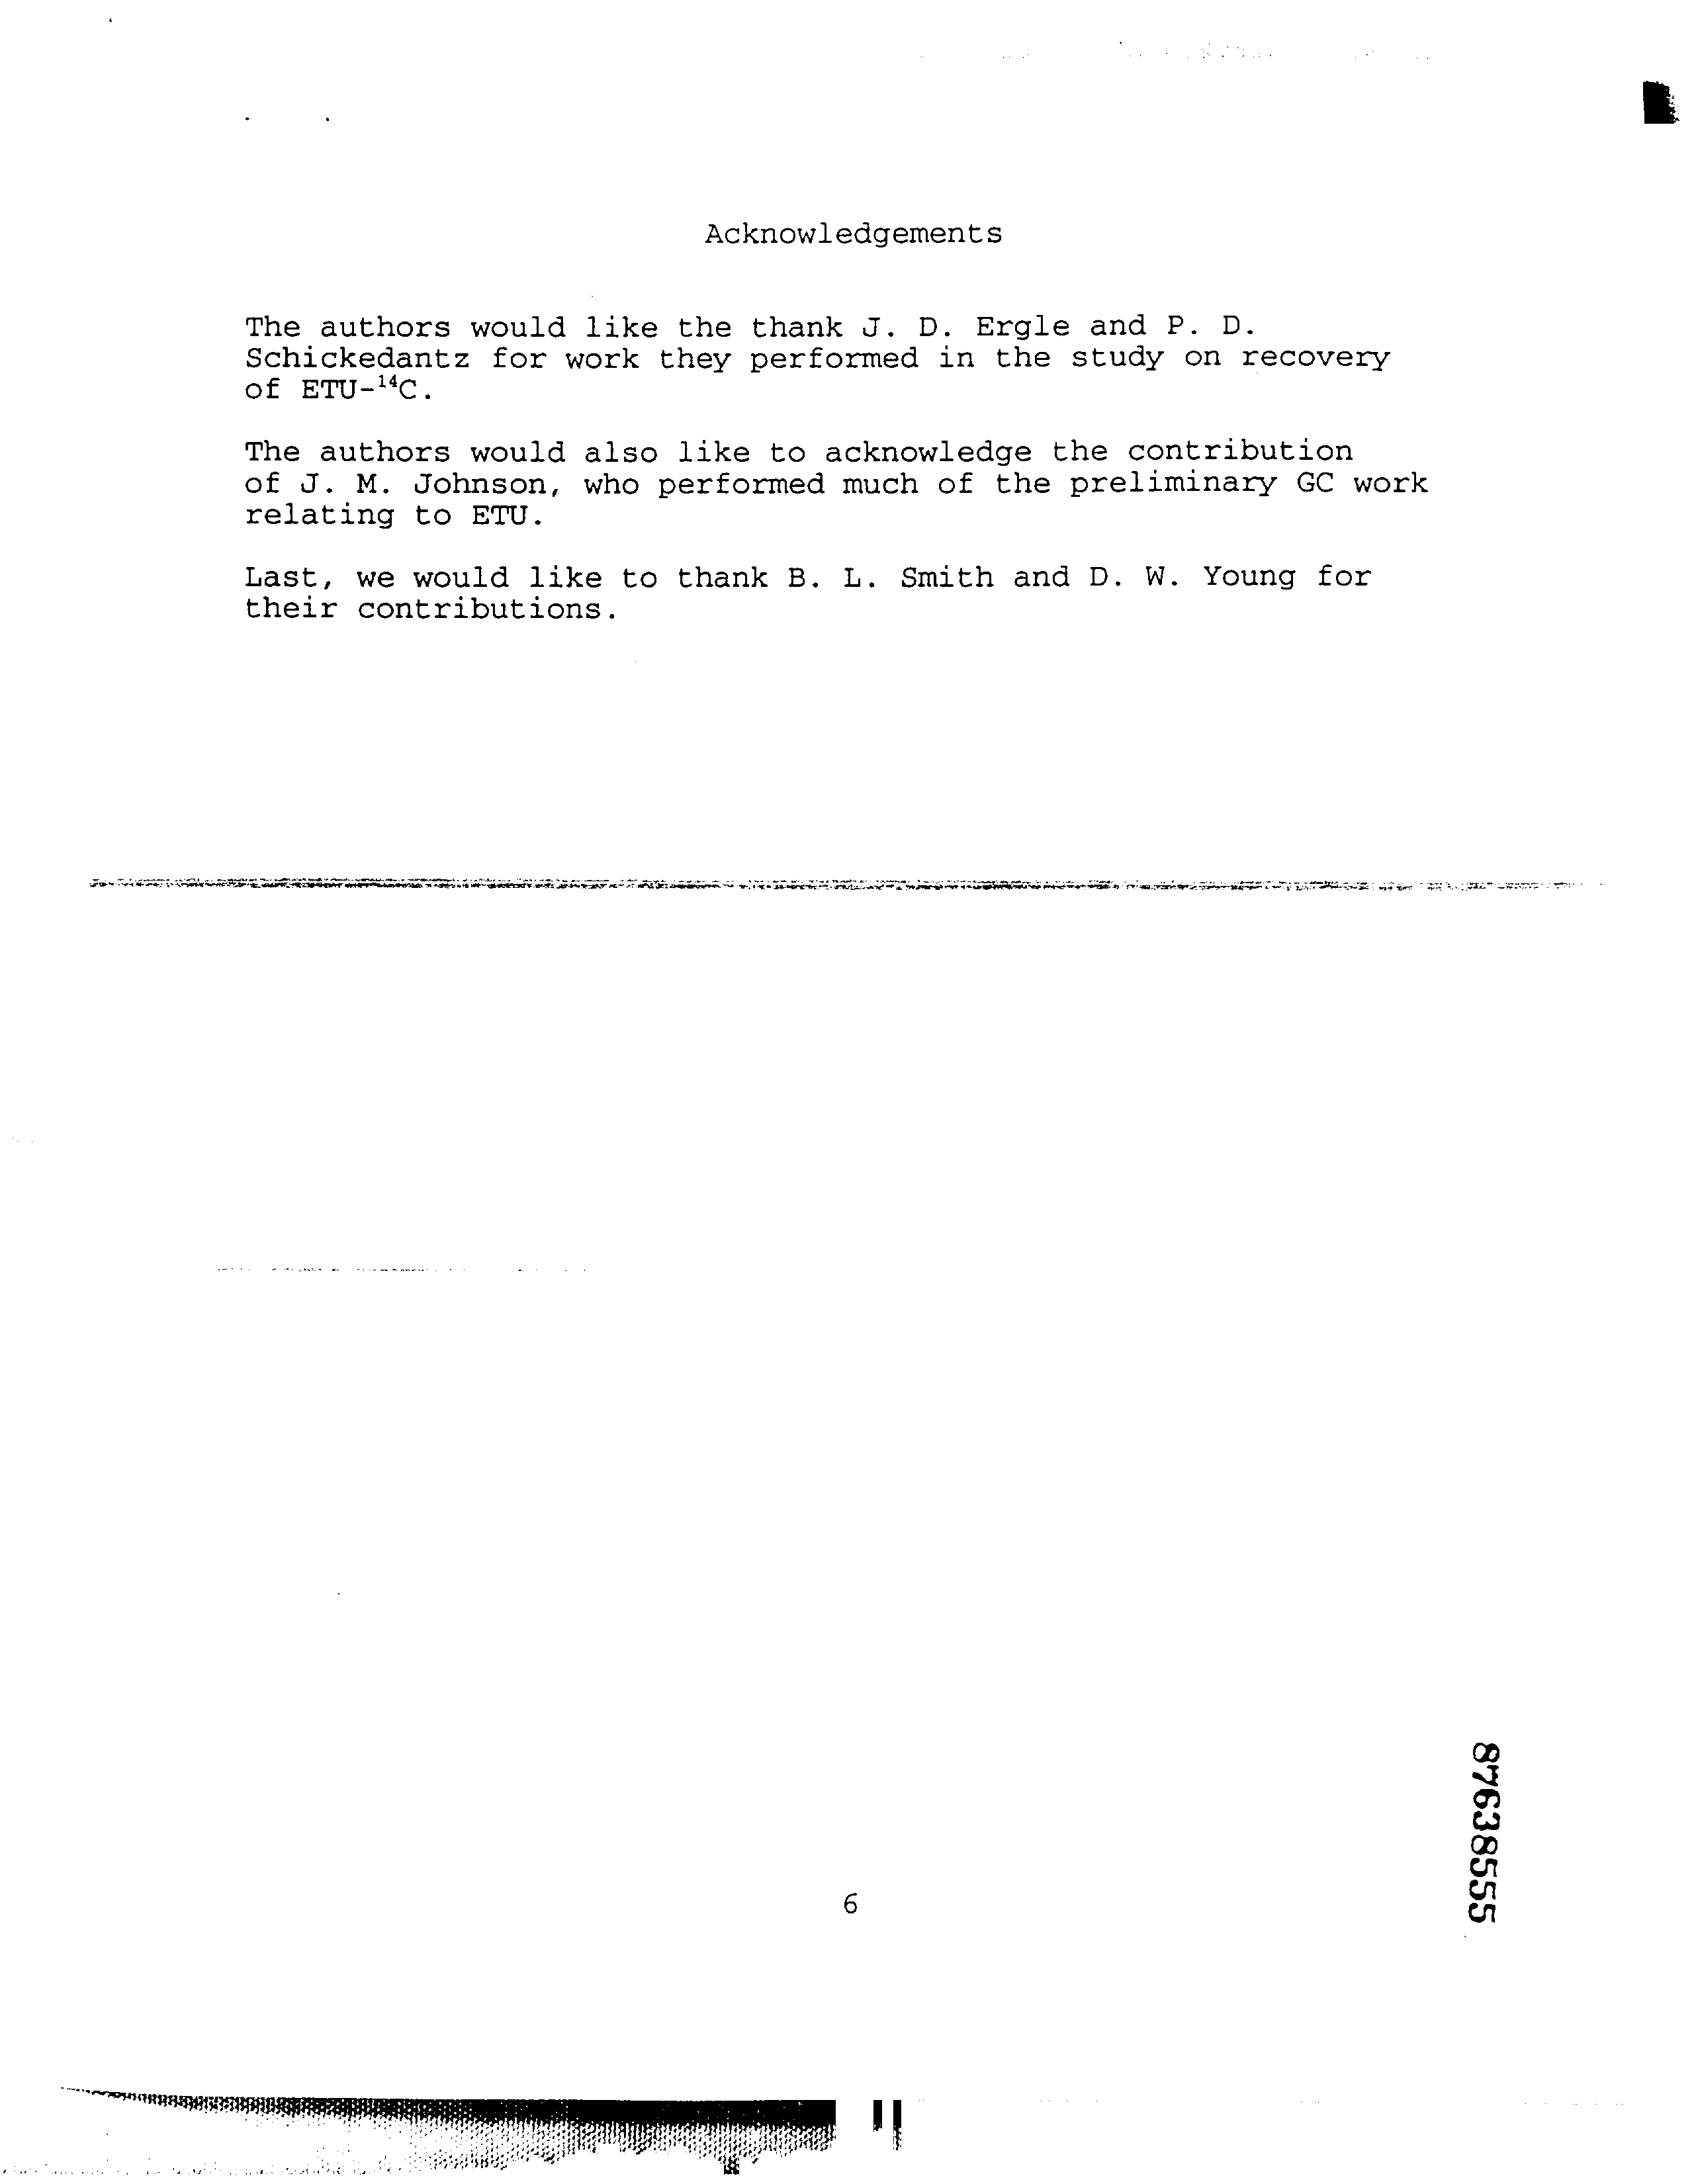 Acknowledgements
The authors would like the thank J. D. Ergle and P. D.
Schickedantz for work they performed in the study on recovery
of ETU-¹⁴C.
The authors would also like to acknowledge the contribution
of J. M. Johnson, who performed much of the preliminary GC work
relating to ETU.
Last, we would like to thank B. L. Smith and D. W. Young for
their contributions.
87638555
6